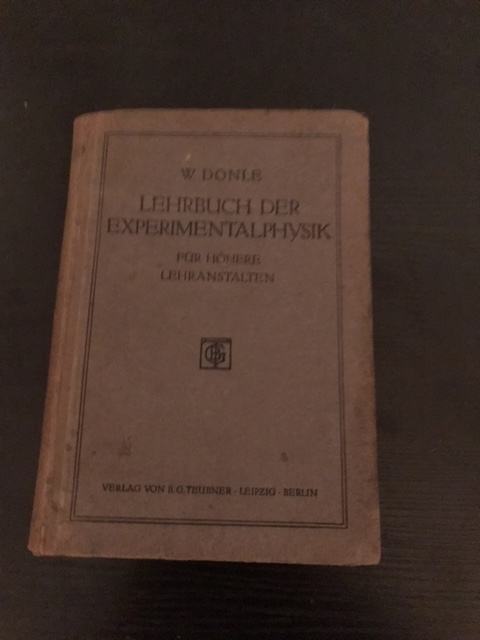 W DONLE
LEHRBUCH DER
EXPERIMENTALPHYSIK
FÜR HÖHERE
LEHRANSTALTEN
VERLAG VON B. G. TEUBNER · LEIPZIG · BERLIN